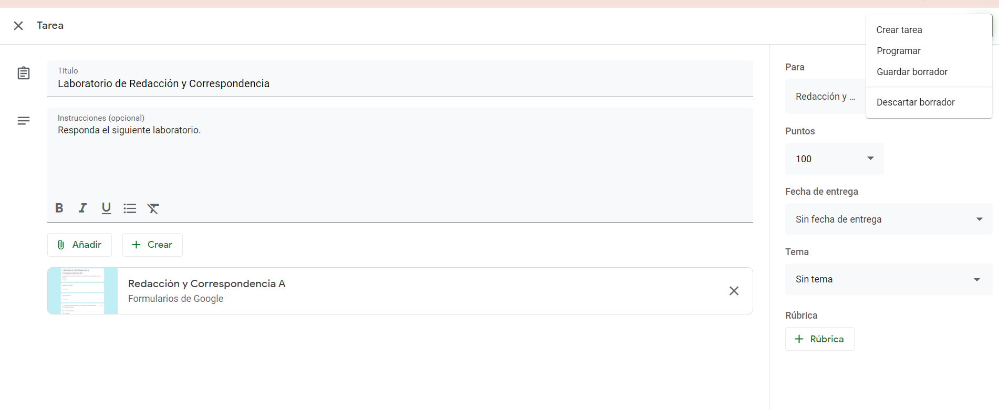 Tarea
Crear tarea
Programar
Guardar borrador
Descartar borrador
Título
Laboratorio de Redacción y Correspondencia
Instrucciones (opcional)
Responda el siguiente laboratorio.
B I U
Añadir
Crear
Redacción y Correspondencia A
Formularios de Google
Para
Redacción y ...
Puntos
100
Fecha de entrega
Sin fecha de entrega
Tema
Sin tema
Rúbrica
Rúbrica